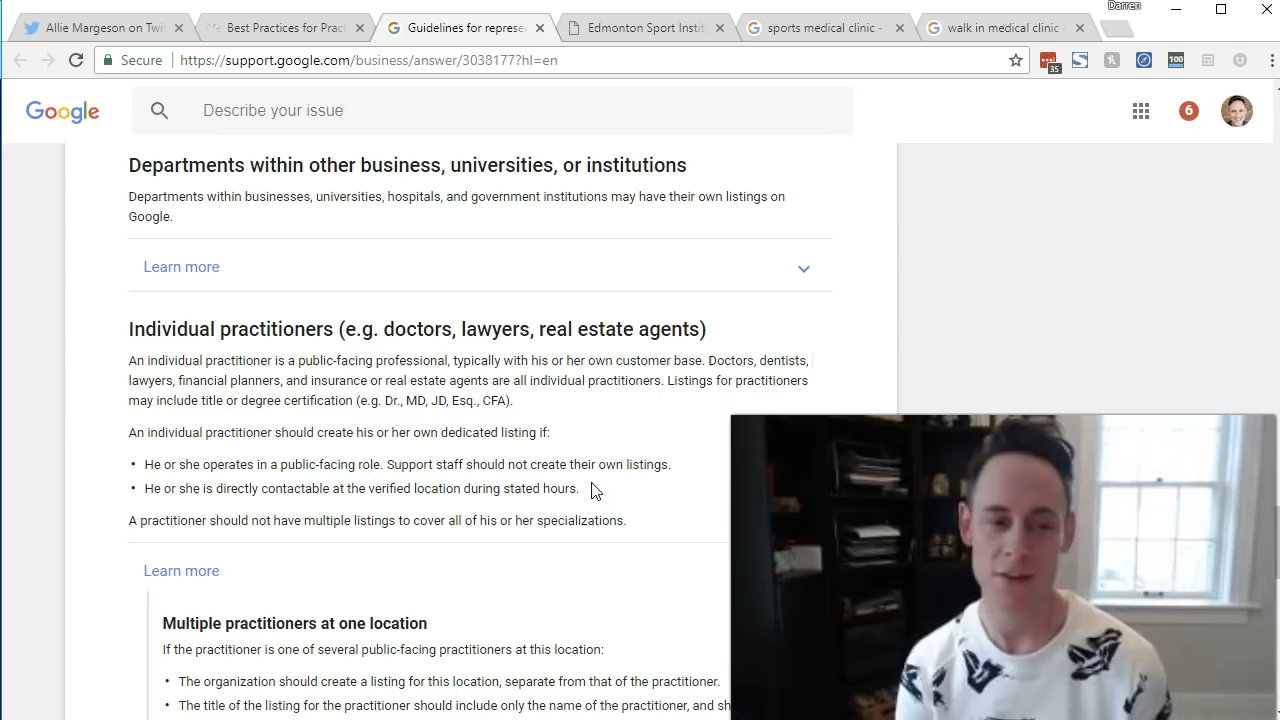 Darren
Allie Margeson on Twi
Best Practices for Pract
Guidelines for represe
Edmonton Sport Instit
sports medical clinic -
walk in medical clinic -
Secure https://support.google.com/business/answer/3038177?hl=en
35
S
100
Google
Describe your issue
6
Departments within other business, universities, or institutions
Departments within businesses, universities, hospitals, and government institutions may have their own listings on
Google.
Learn more
Individual practitioners (e.g. doctors, lawyers, real estate agents)
An individual practitioner is a public-facing professional, typically with his or her own customer base. Doctors, dentists,
lawyers, financial planners, and insurance or real estate agents are all individual practitioners. Listings for practitioners
may include title or degree certification (e.g. Dr., MD, JD, Esq., CFA).
An individual practitioner should create his or her own dedicated listing if:
• He or she operates in a public-facing role. Support staff should not create their own listings.
• He or she is directly contactable at the verified location during stated hours.
A practitioner should not have multiple listings to cover all of his or her specializations.
Learn more
Multiple practitioners at one location
If the practitioner is one of several public-facing practitioners at this location:
• The organization should create a listing for this location, separate from that of the practitioner.
• The title of the listing for the practitioner should include only the name of the practitioner, and sh